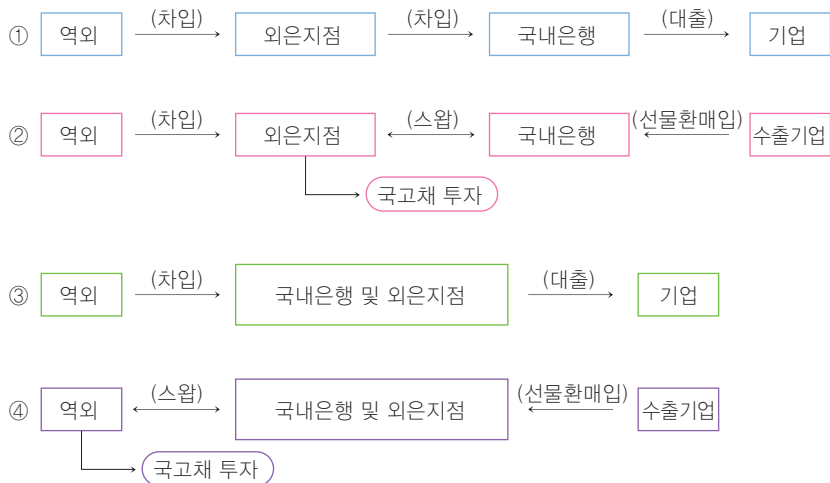 ① 역외 (차입) 외은지점 (차입) 국내은행 (대출) 기업
② 역외 (차입) 외은지점 (스왑) 국내은행 (선물환매입) 수출기업
국고채 투자
③ 역외 (차입) 국내은행 및 외은지점 (대출) 기업
④ 역외 (스왑) 국내은행 및 외은지점 (선물환매입) 수출기업
국고채 투자